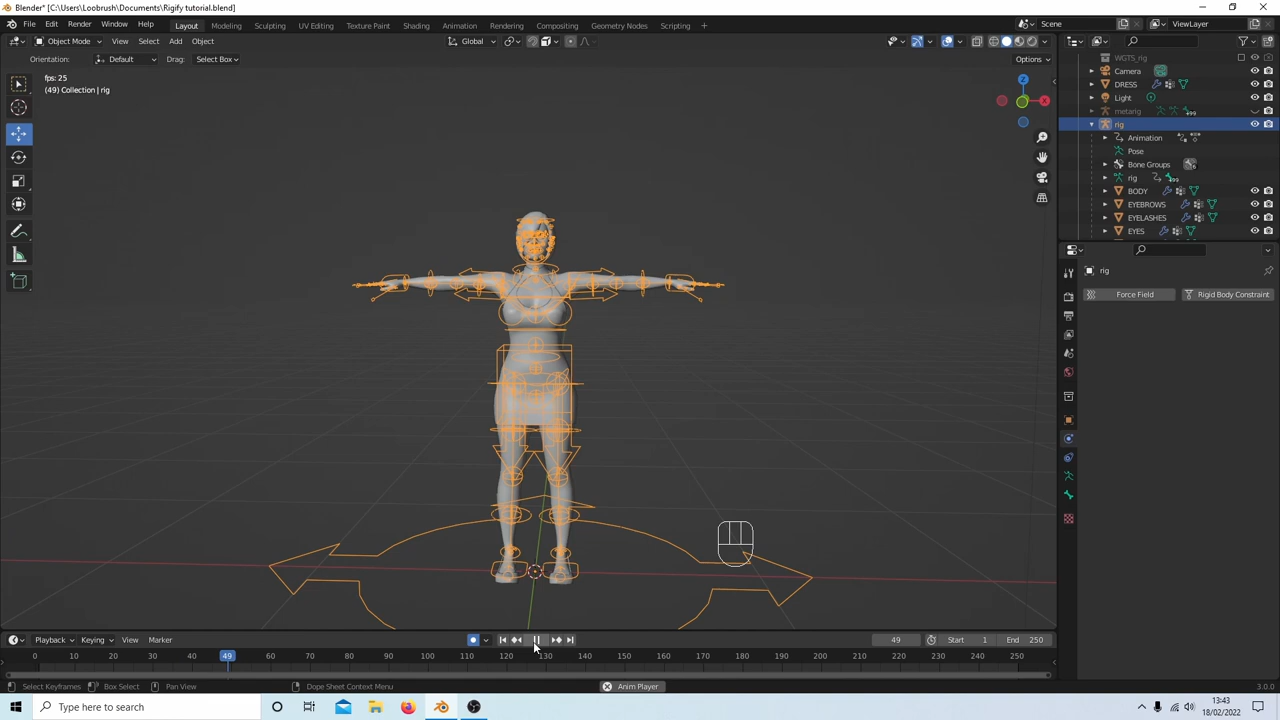 Blender* [C:\Users\Loobrush\Documents\Rigify tutorial.blend]
File Edit Render Window Help Layout Modeling Sculpting UV Editing Texture Paint Shading Animation Rendering Compositing Geometry Nodes Scripting + Scene ViewLayer
Object Mode View Select Add Object Global
Orientation: Default Drag: Select Box Options
fps: 25
(49) Collection | rig
Z
X
WGTS_rig
Camera
DRESS
Light
metarig
rig
Animation
Pose
Bone Groups
rig
BODY
EYEBROWS
EYELASHES
EYES
rig
Force Field Rigid Body Constraint
Playback Keying View Marker 49 Start 1 End 250
0 10 20 30 40 49 60 70 80 90 100 110 120 130 140 150 160 170 180 190 200 210 220 230 240 250
Select Keyframes Box Select Pan View Dope Sheet Context Menu Anim Player 3.0.0
Type here to search
13:43
18/02/2022